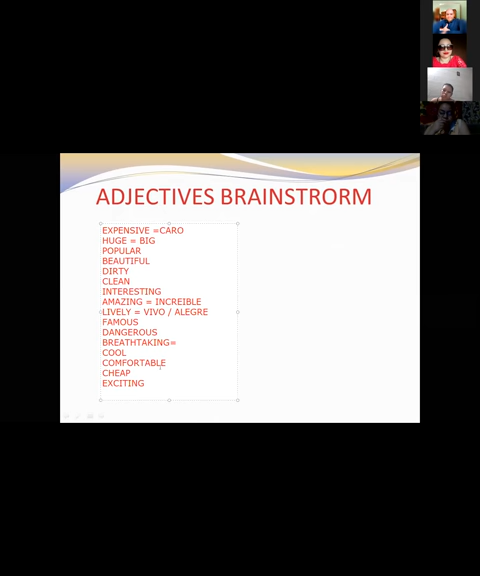 ADJECTIVES BRAINSTRORM
EXPENSIVE =CARO
HUGE = BIG
POPULAR
BEAUTIFUL
DIRTY
CLEAN
INTERESTING
AMAZING = INCREIBLE
LIVELY = VIVO / ALEGRE
FAMOUS
DANGEROUS
BREATHTAKING=
COOL
COMFORTABLE
CHEAP
EXCITING